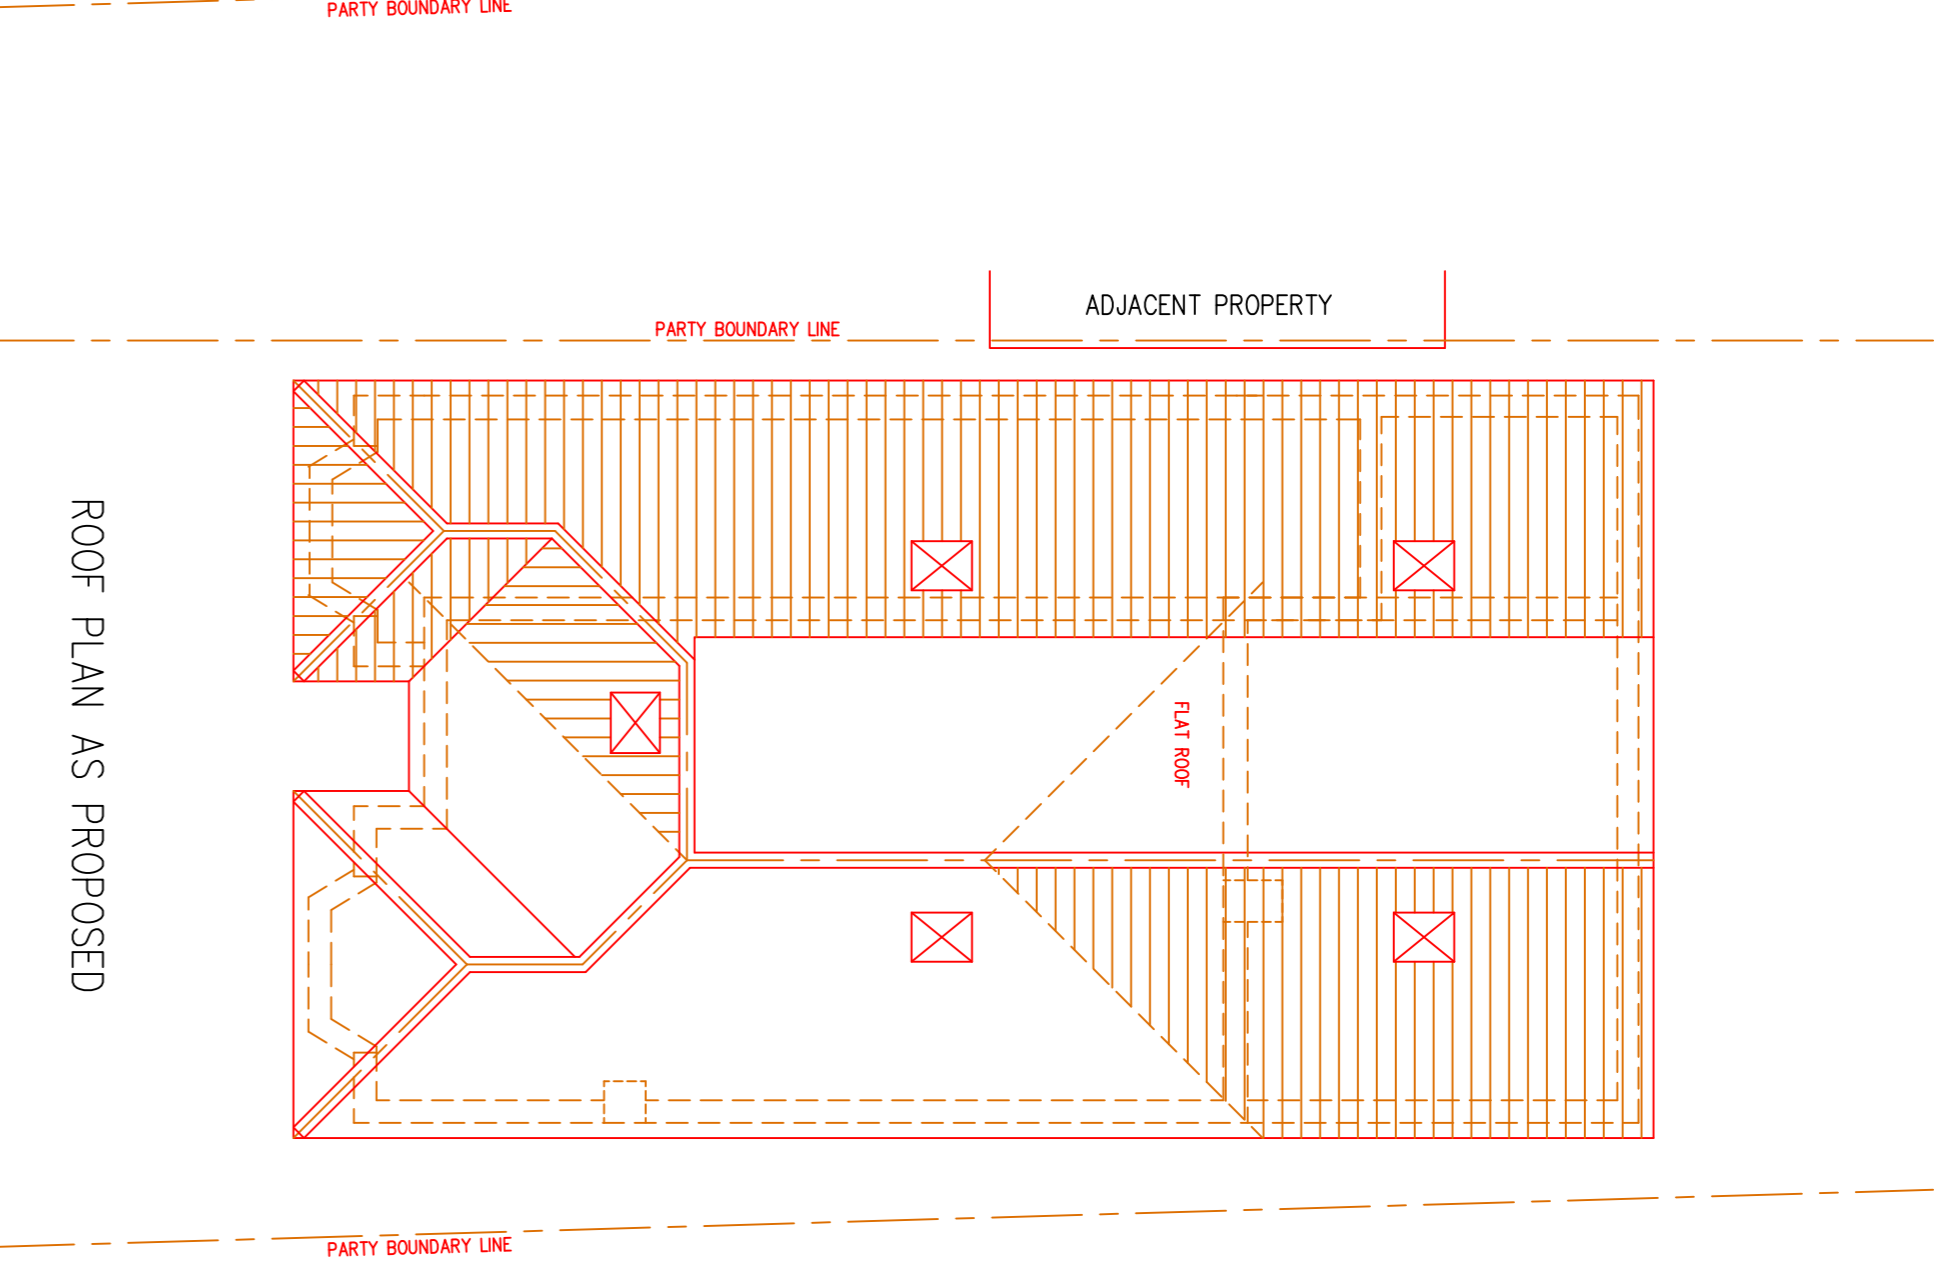 PARTY BOUNDARY LINE
ADJACENT PROPERTY
PARTY BOUNDARY LINE
ROOF PLAN AS PROPOSED
FLAT ROOF
PARTY BOUNDARY LINE